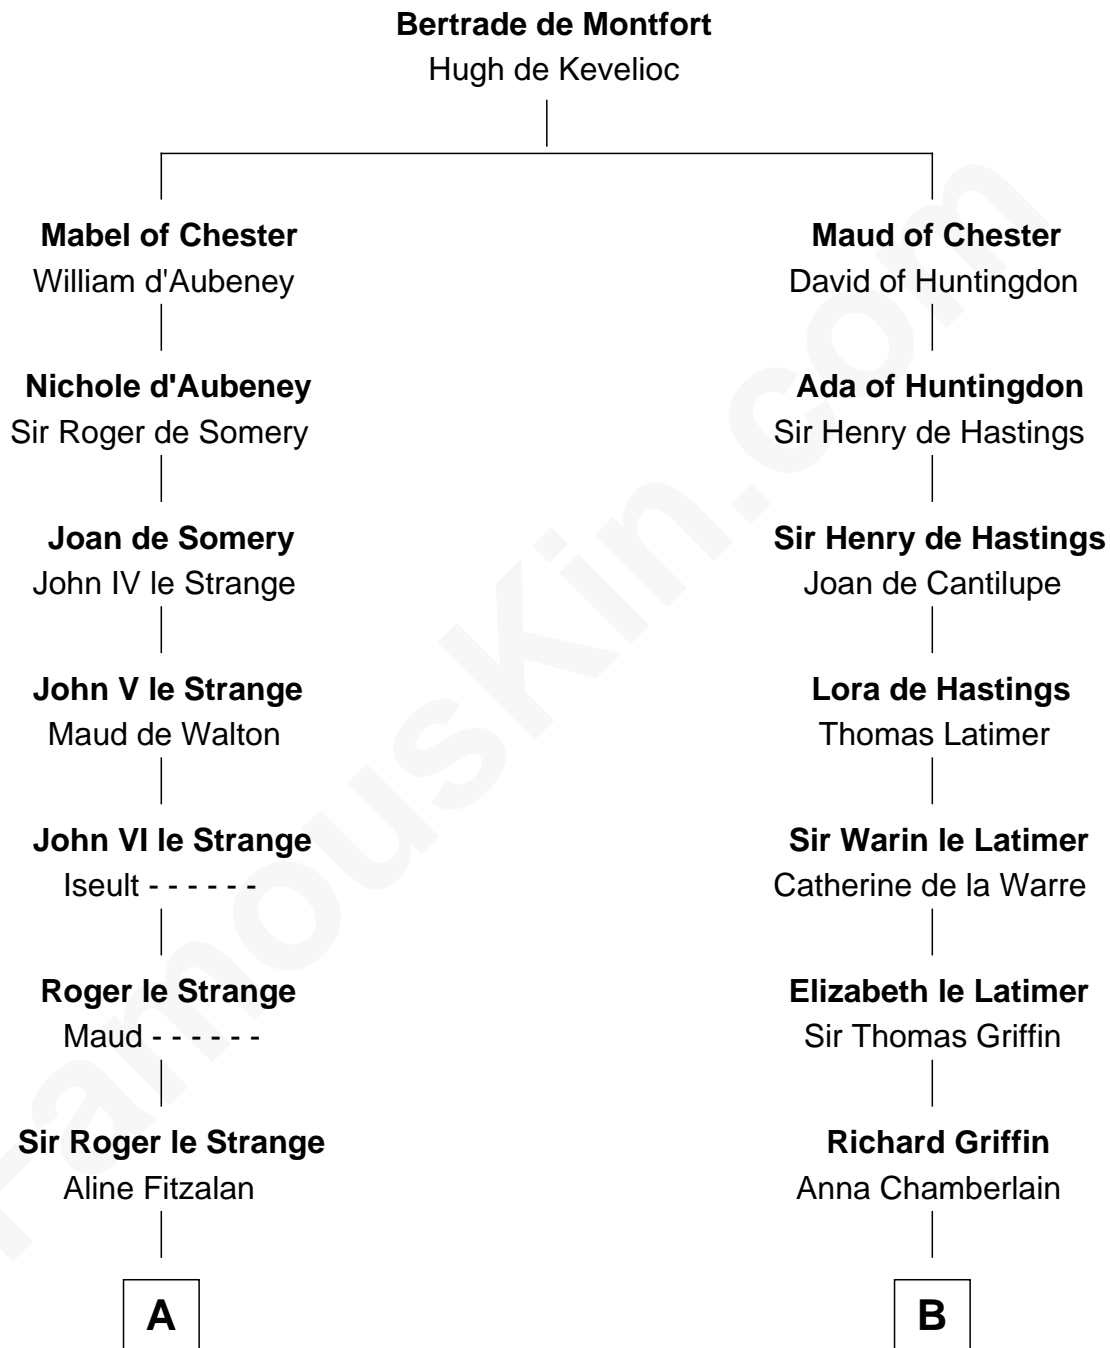 Bertrade de Montfort
Hugh de Kevelioc
Mabel of Chester
William d'Aubeney
Maud of Chester
David of Huntingdon
Nichole d'Aubeney
Sir Roger de Somery
Ada of Huntingdon
Sir Henry de Hastings
Joan de Somery
John IV le Strange
Sir Henry de Hastings
Joan de Cantilupe
John V le Strange
Maud de Walton
Lora de Hastings
Thomas Latimer
John VI le Strange
Iseult - - - - - -
Sir Warin le Latimer
Catherine de la Warre
Roger le Strange
Maud - - - - - -
Elizabeth le Latimer
Sir Thomas Griffin
Sir Roger le Strange
Aline Fitzalan
Richard Griffin
Anna Chamberlain
A
B
FamousKin.com